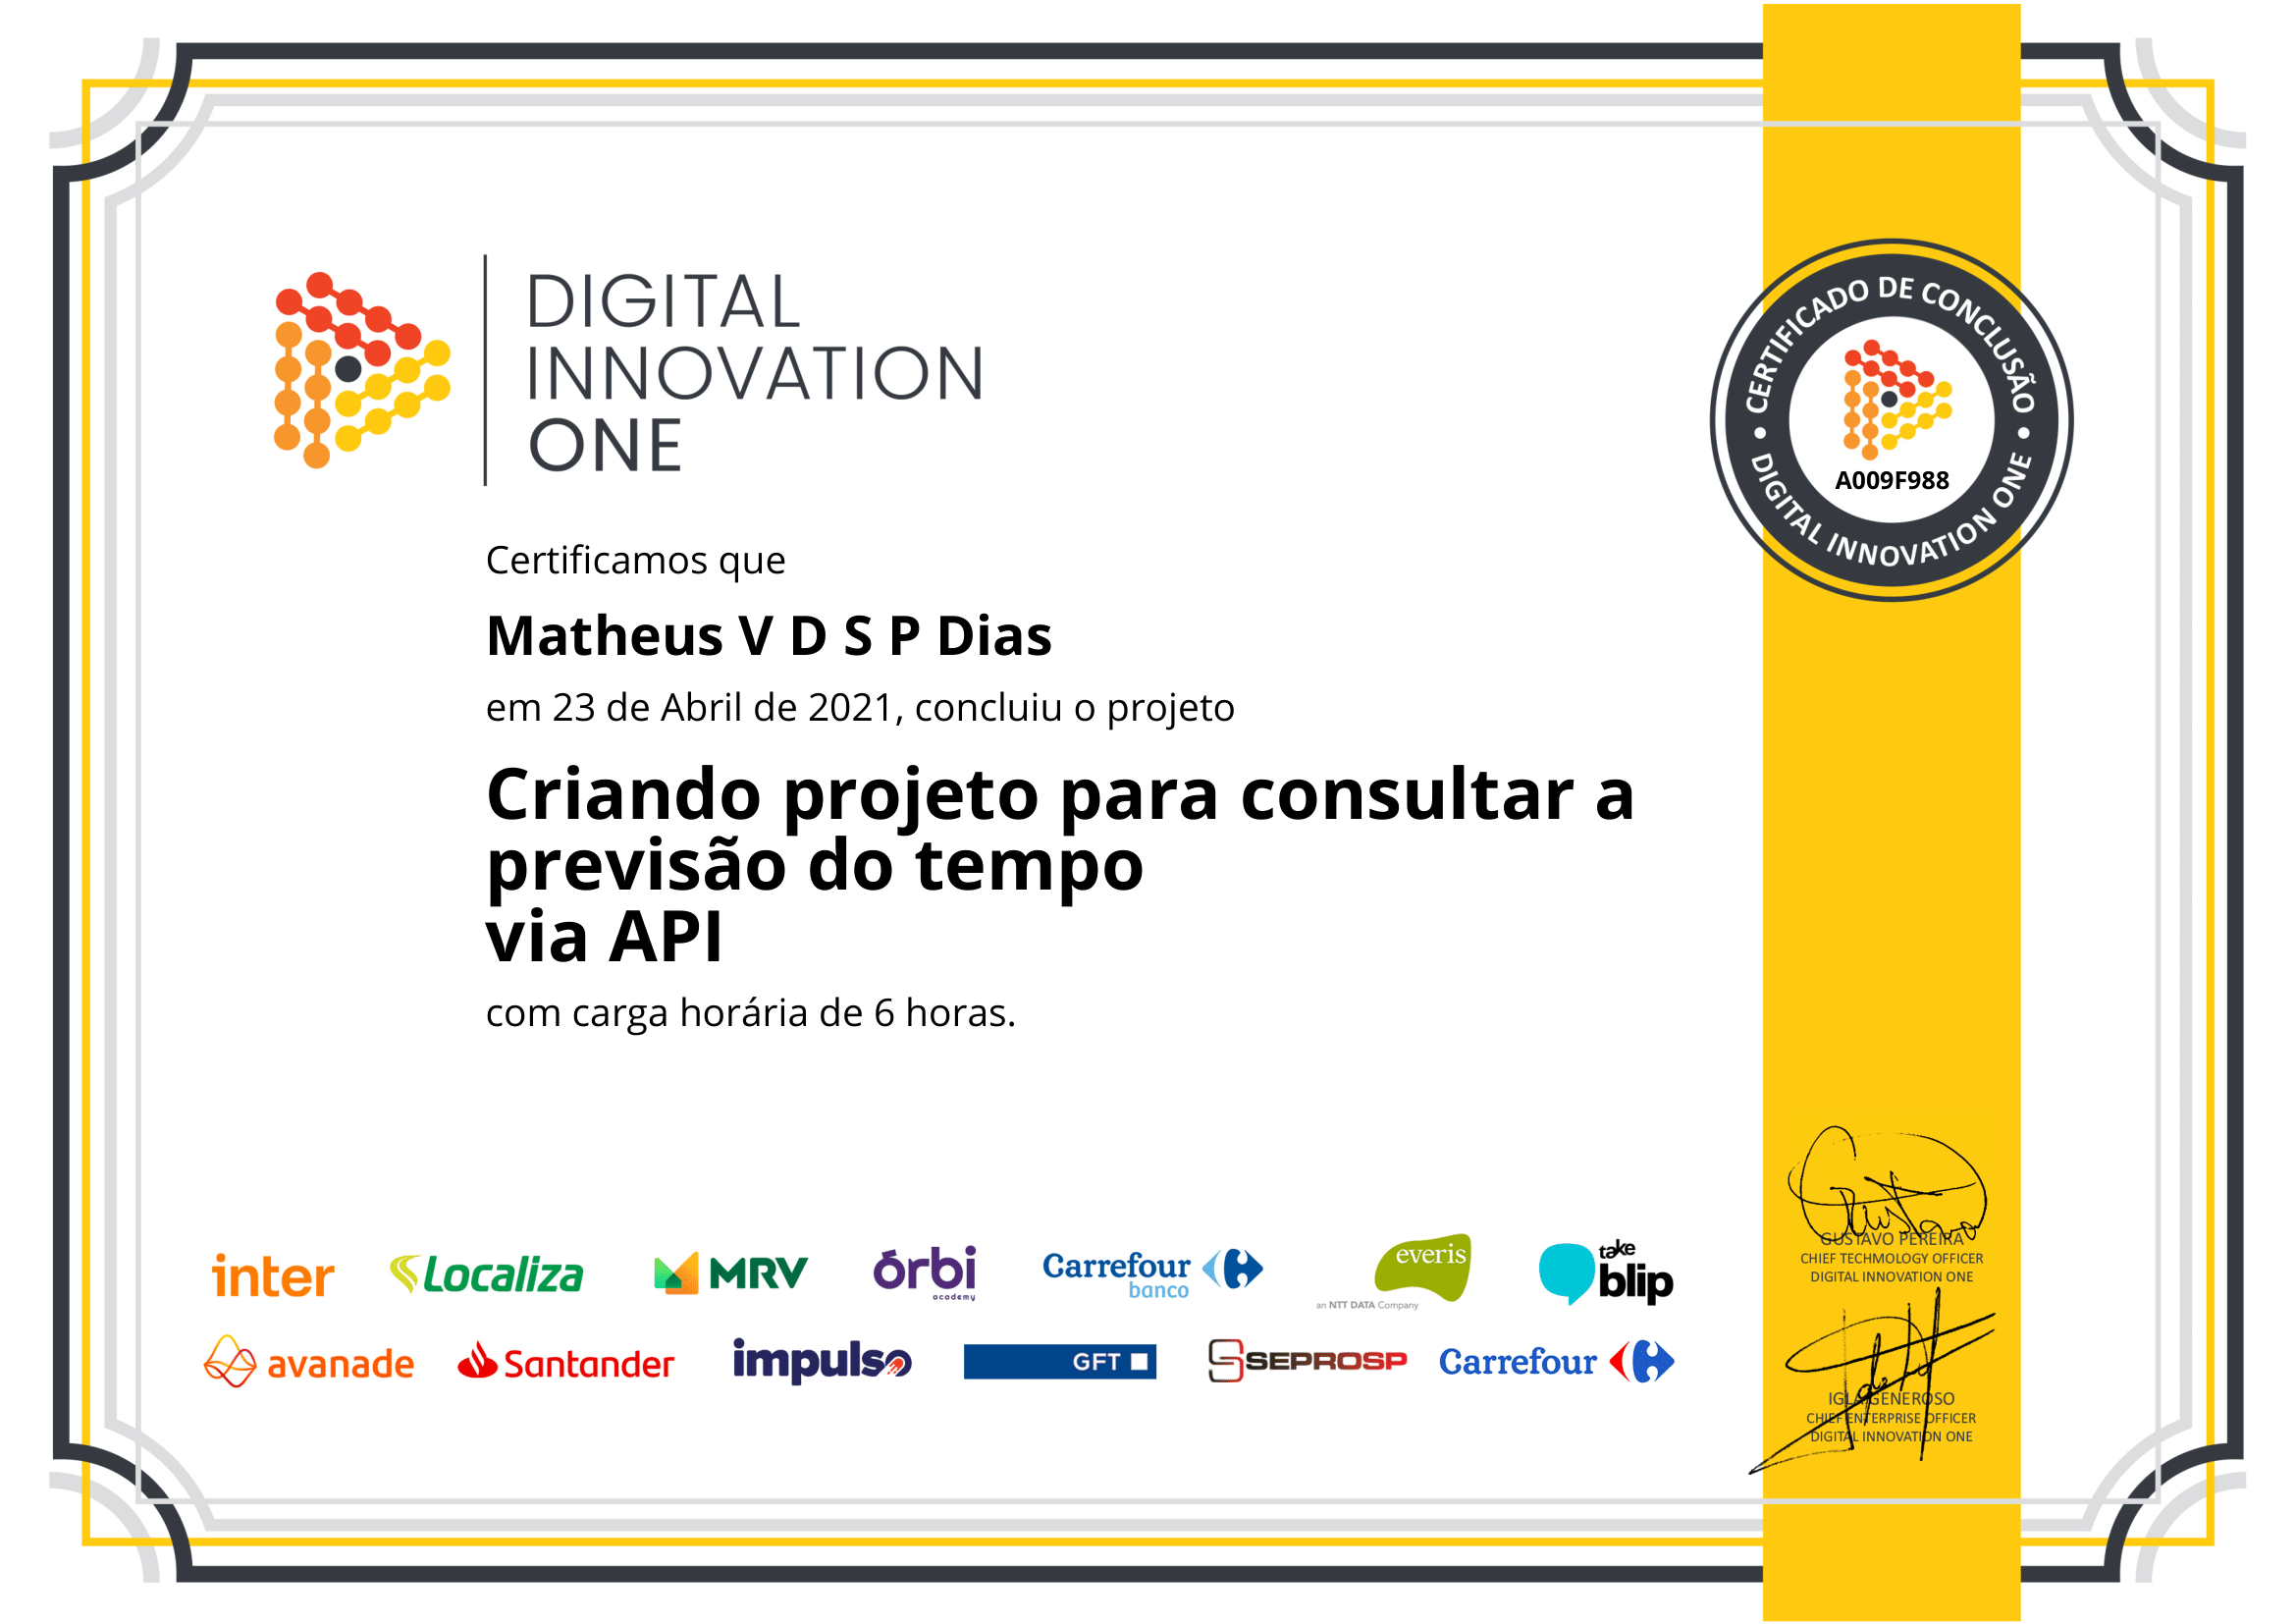 DIGITAL
INNOVATION
ONE
CERTIFICADO DE CONCLUSÃO
A009F988
DIGITAL INNOVATION ONE
Certificamos que
Matheus V D S P Dias
em 23 de Abril de 2021, concluiu o projeto
Criando projeto para consultar a
previsão do tempo
via API
com carga horária de 6 horas.
inter Localiza MRV órbi academy Carrefour banco everis an NTT DATA Company take blip
avanade Santander impulso GFT SEPROSP Carrefour
Gustavo
GUSTAVO PEREIRA
CHIEF TECHMOLOGY OFFICER
DIGITAL INNOVATION ONE
IGLA GENEROSO
CHIEF ENTERPRISE OFFICER
DIGITAL INNOVATION ONE